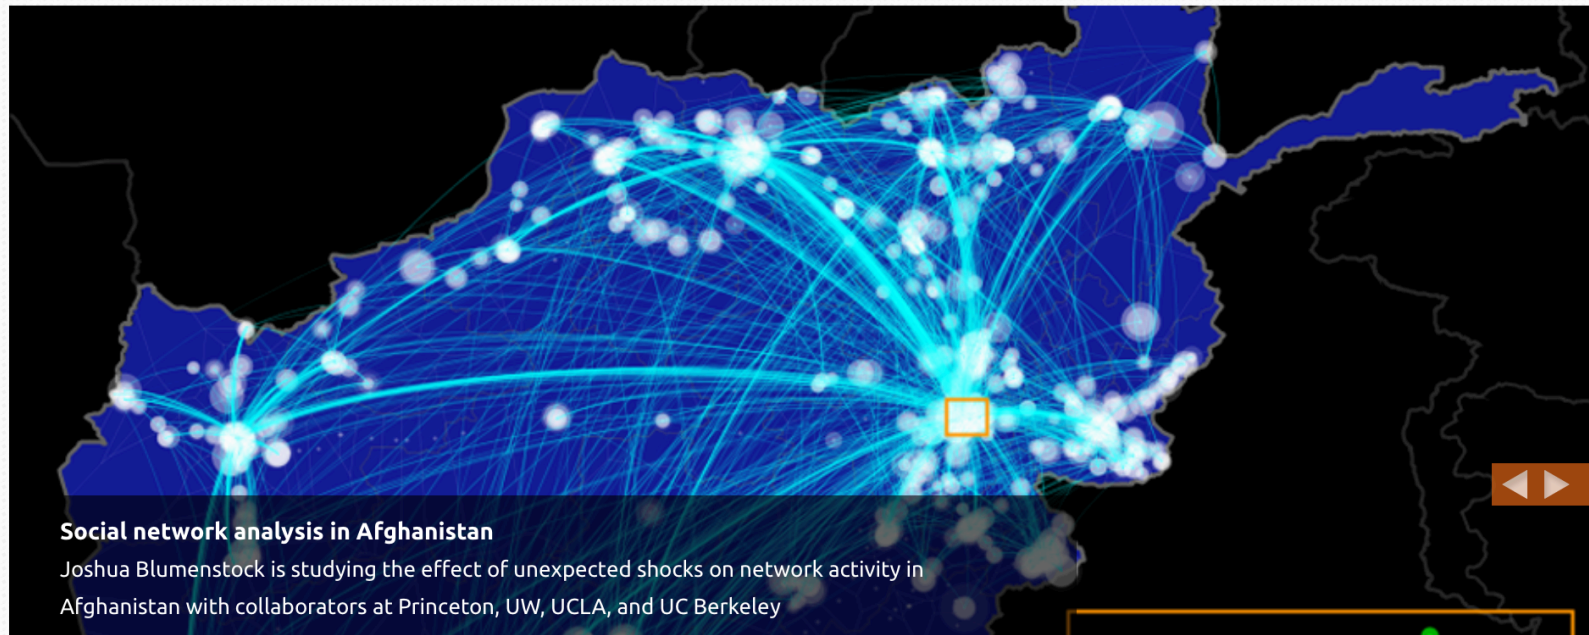 Social network analysis in Afghanistan
Joshua Blumenstock is studying the effect of unexpected shocks on network activity in
Afghanistan with collaborators at Princeton, UW, UCLA, and UC Berkeley